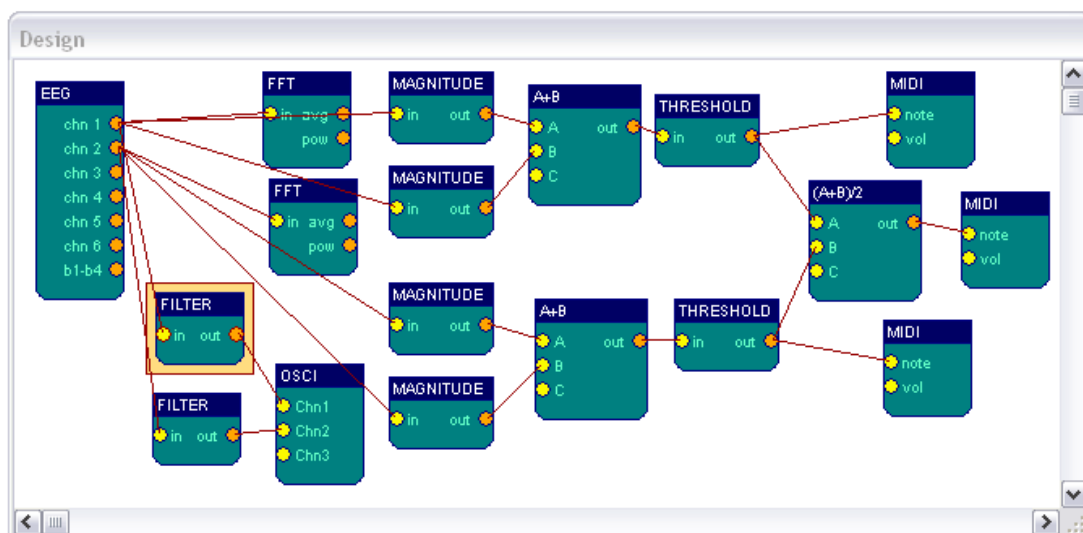 Design
EEG
chn 1
chn 2
chn 3
chn 4
chn 5
chn 6
b1-b4
FFT
in avg
pow
FFT
in avg
pow
FILTER
in out
FILTER
in out
OSCI
Chn1
Chn2
Chn3
MAGNITUDE
in out
MAGNITUDE
in out
MAGNITUDE
in out
MAGNITUDE
in out
A+B
A out
B
C
A+B
A out
B
C
THRESHOLD
in out
THRESHOLD
in out
MIDI
note
vol
(A+B)/2
A out
B
C
MIDI
note
vol
MIDI
note
vol